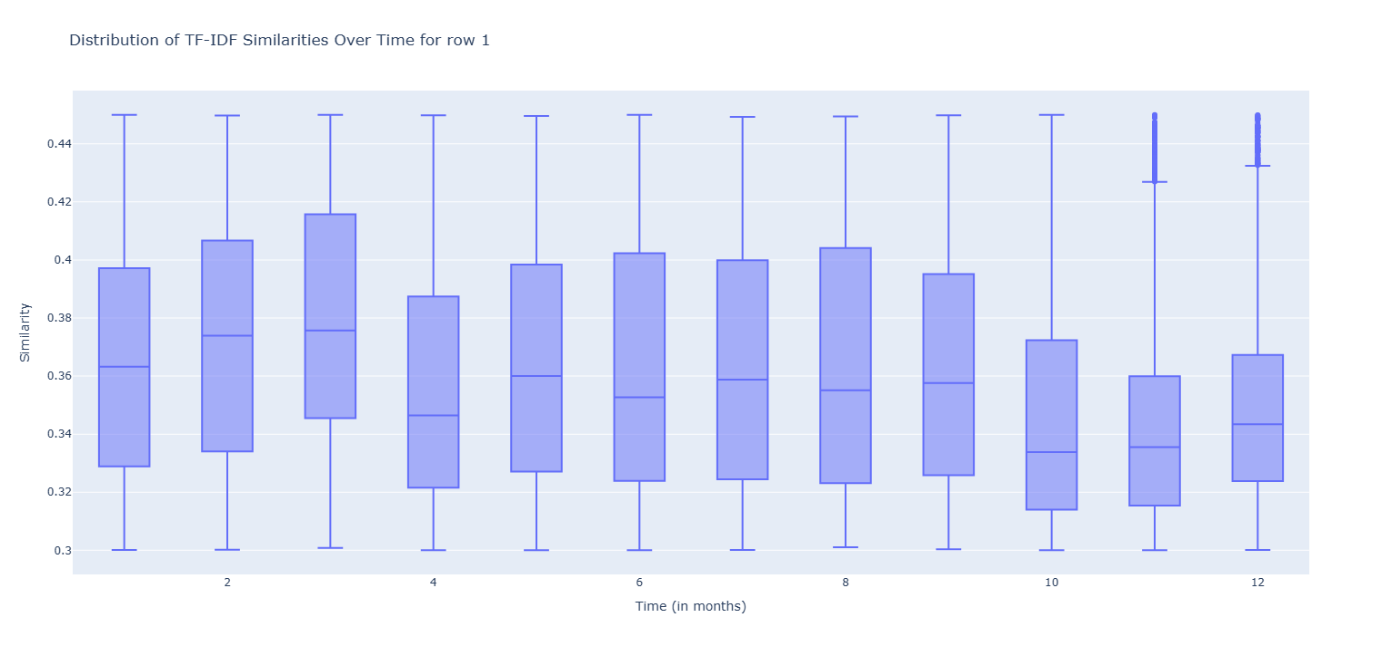 Distribution of TF-IDF Similarities Over Time for row 1
0.44
0.42
0.4
0.38
0.36
0.34
0.32
0.3
Similarity
2 4 6 8 10 12
Time (in months)